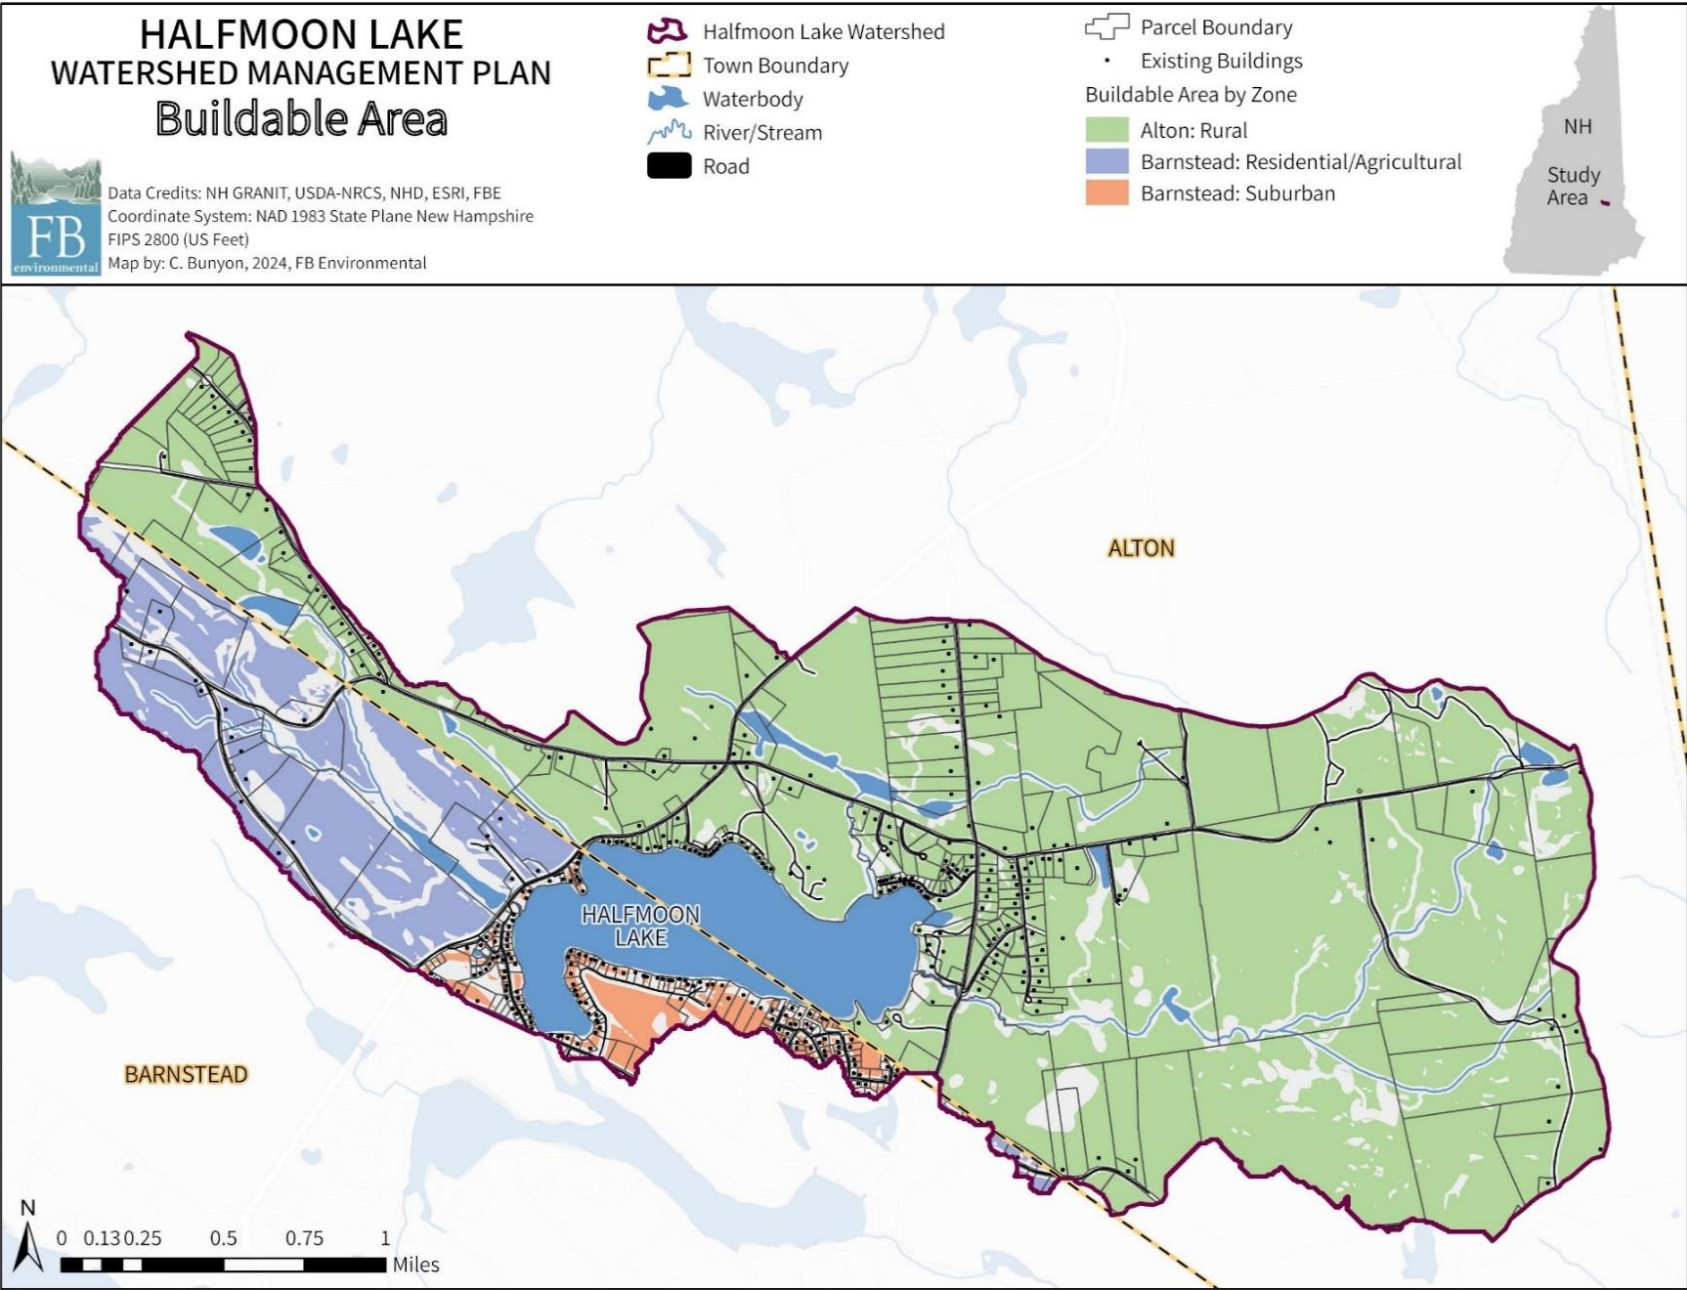 HALFMOON LAKE
WATERSHED MANAGEMENT PLAN
Buildable Area
FB
environmental
Data Credits: NH GRANIT, USDA-NRCS, NHD, ESRI, FBE
Coordinate System: NAD 1983 State Plane New Hampshire
FIPS 2800 (US Feet)
Map by: C. Bunyon, 2024, FB Environmental
Halfmoon Lake Watershed
Town Boundary
Waterbody
River/Stream
Road
Parcel Boundary
Existing Buildings
Buildable Area by Zone
Alton: Rural
Barnstead: Residential/Agricultural
Barnstead: Suburban
NH
Study
Area
ALTON
HALFMOON
LAKE
BARNSTEAD
N
0 0.13 0.25 0.5 0.75 1
Miles